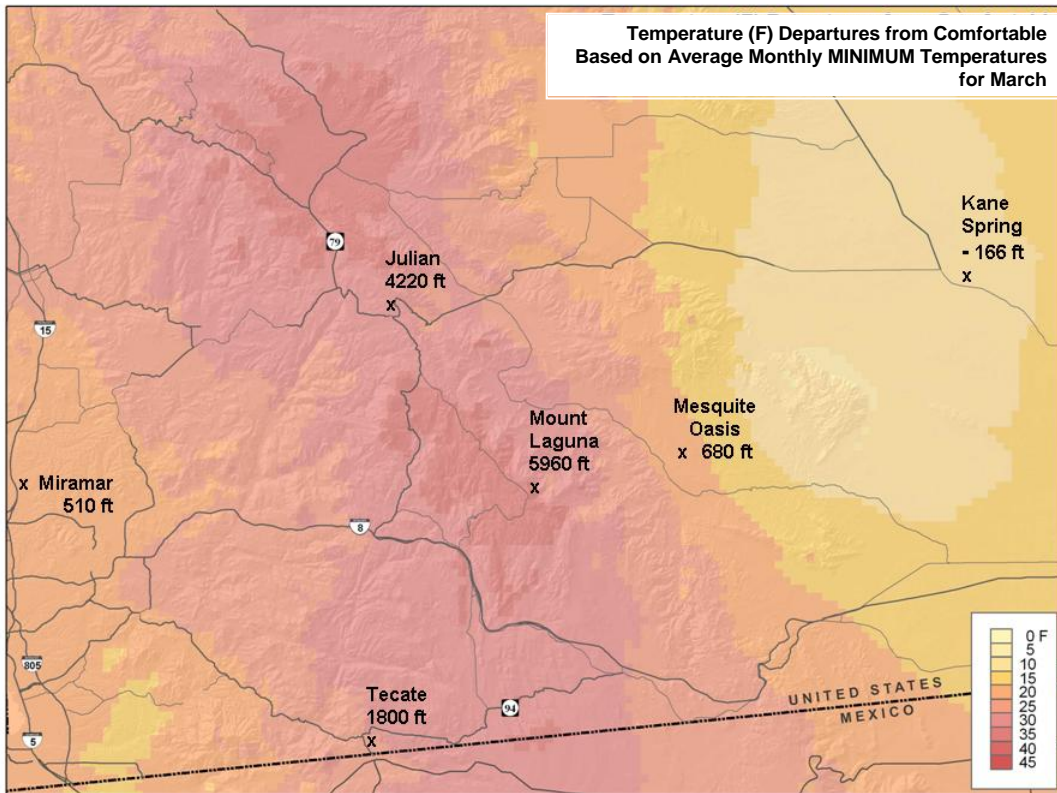 Temperature (F) Departures from Comfortable
Based on Average Monthly MINIMUM Temperatures
for March
Kane
Spring
- 166 ft
x
79
Julian
4220 ft
x
15
Mount
Laguna
5960 ft
x
Mesquite
Oasis
x 680 ft
x Miramar
510 ft
8
805
Tecate
1800 ft
x
94
5
UNITED STATES
MEXICO
0 F
5
10
15
20
25
30
35
40
45